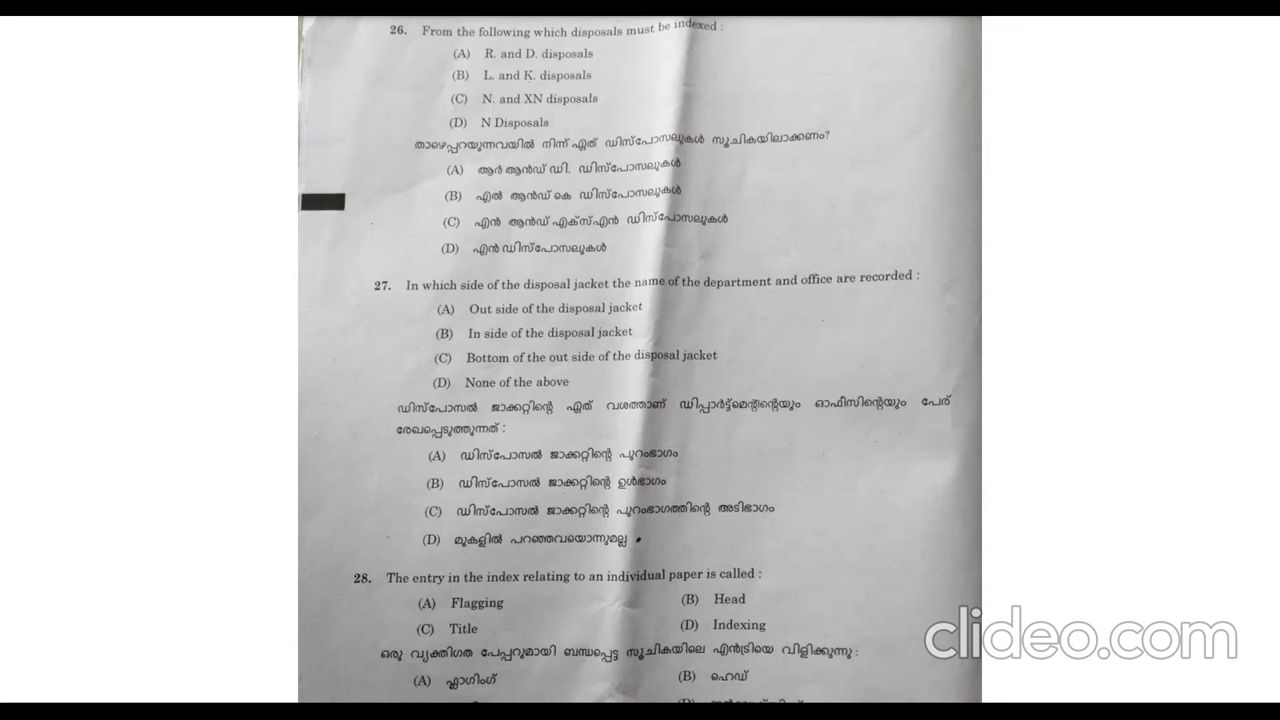 26. From the following which disposals must be indexed :
(A) R. and D. disposals
(B) L. and K. disposals
(C) N. and XN disposals
(D) N Disposals
താഴെപ്പറയുന്നവയിൽ നിന്ന് ഏത് ഡിസ്പോസലുകൾ സൂചികയിലാക്കണം?
(A) ആർ ആൻഡ് ഡി. ഡിസ്പോസലുകൾ
(B) എൽ ആൻഡ് കെ ഡിസ്പോസലുകൾ
(C) എൻ ആൻഡ് എക്സ്എൻ ഡിസ്പോസലുകൾ
(D) എൻ ഡിസ്പോസലുകൾ
27. In which side of the disposal jacket the name of the department and office are recorded :
(A) Out side of the disposal jacket
(B) In side of the disposal jacket
(C) Bottom of the out side of the disposal jacket
(D) None of the above
ഡിസ്പോസൽ ജാക്കറ്റിന്റെ ഏത് വശത്താണ് ഡിപ്പാർട്ട്മെന്റിന്റെയും ഓഫീസിന്റെയും പേര്
രേഖപ്പെടുത്തുന്നത് :
(A) ഡിസ്പോസൽ ജാക്കറ്റിന്റെ പുറംഭാഗം
(B) ഡിസ്പോസൽ ജാക്കറ്റിന്റെ ഉൾഭാഗം
(C) ഡിസ്പോസൽ ജാക്കറ്റിന്റെ പുറംഭാഗത്തിന്റെ അടിഭാഗം
(D) മുകളിൽ പറഞ്ഞവയൊന്നുമല്ല
28. The entry in the index relating to an individual paper is called :
(A) Flagging (B) Head
(C) Title (D) Indexing
ഒരു വ്യക്തിഗത പേപ്പറുമായി ബന്ധപ്പെട്ട സൂചികയിലെ എൻട്രിയെ വിളിക്കുന്നു :
(A) ഫ്ലാഗിംഗ് (B) ഹെഡ്
clideo.com